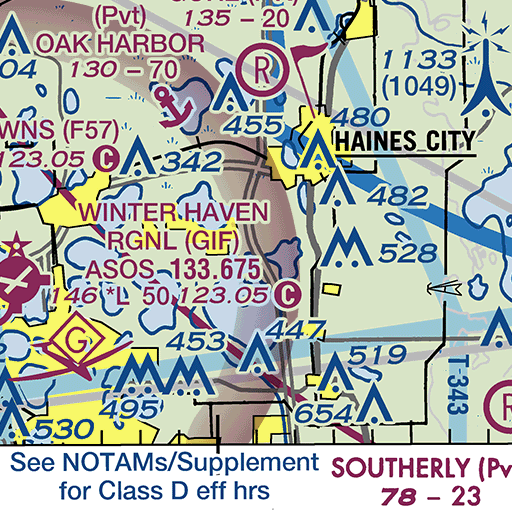 (Pvt) 135 – 20
OAK HARBOR
130 – 70
R
1133
(1049)
04
455
480
HAINES CITY
WNS (F57)
123.05 C
342
482
WINTER HAVEN
RGNL (GIF)
528
ASOS 133.675
146 *L 50 123.05 C
G
453
447
519
495
654
T-343
R
530
See NOTAMs/Supplement
for Class D eff hrs
SOUTHERLY (Pv
78 – 23